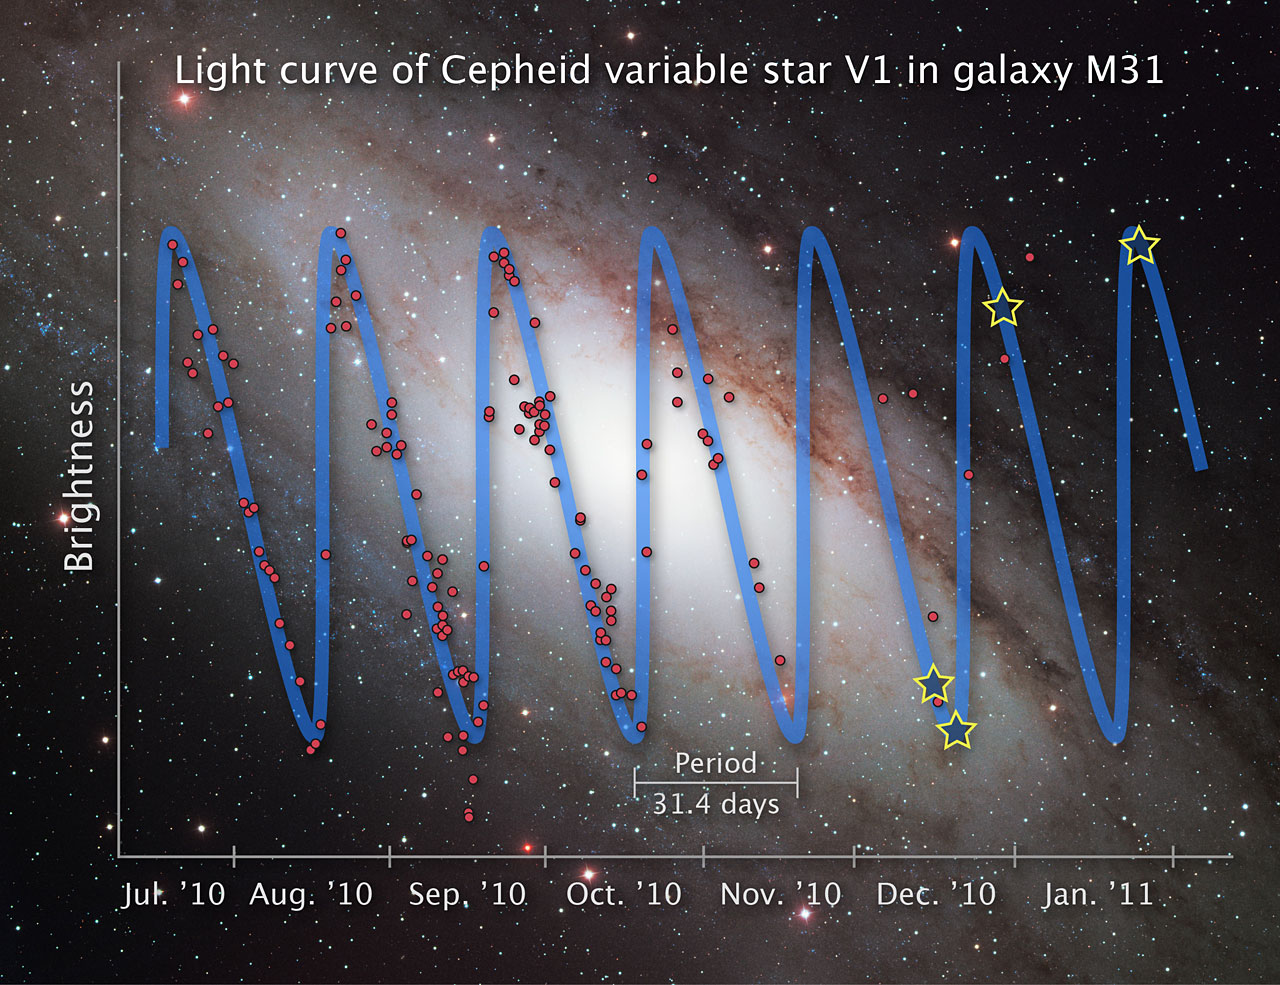 Light curve of Cepheid variable star V1 in galaxy M31
Brightness
Period
31.4 days
Jul. ’10 Aug. ’10 Sep. ’10 Oct. ’10 Nov. ’10 Dec. ’10 Jan. ’11